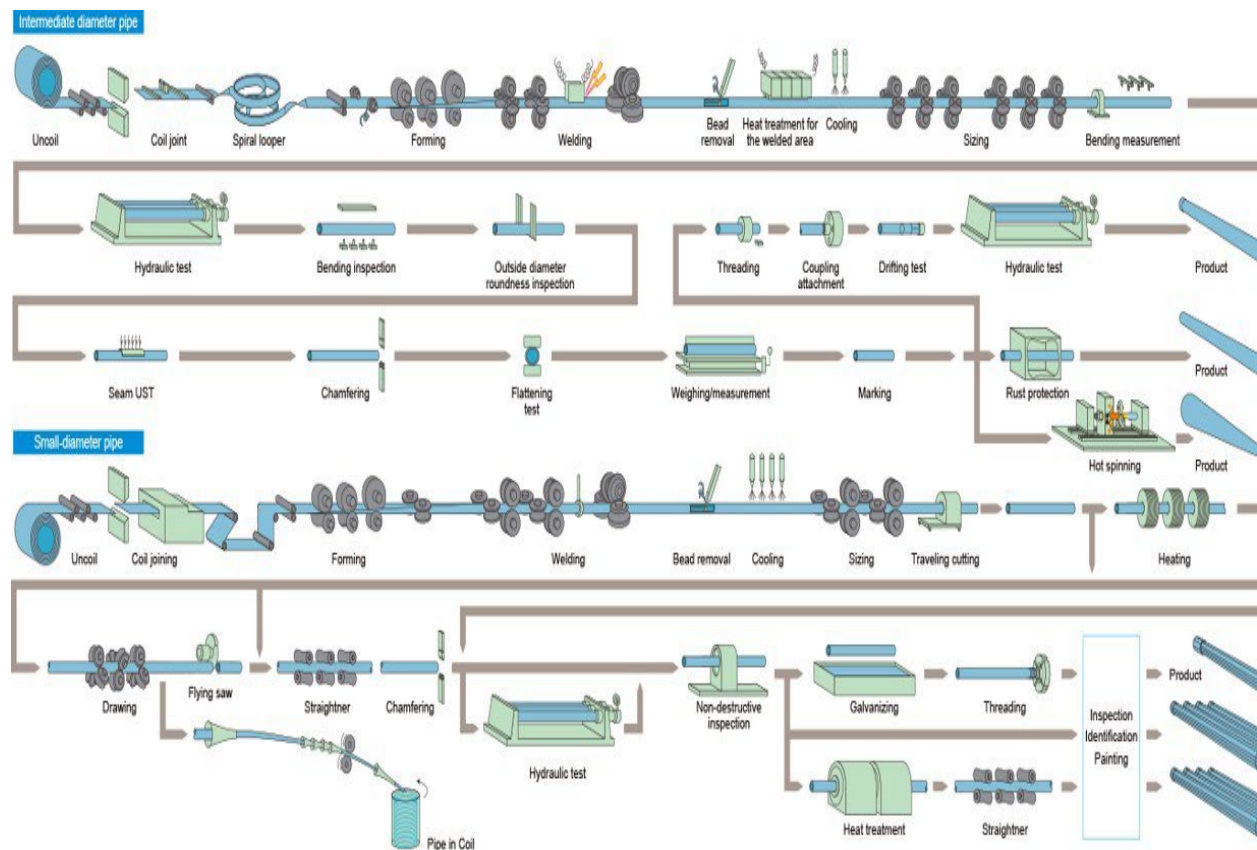 Intermediate diameter pipe
Uncoil
Coil joint
Spiral looper
Forming
Welding
Bead
removal
Heat treatment for
the welded area
Cooling
Sizing
Bending measurement
Hydraulic test
Bending inspection
Outside diameter
roundness inspection
Threading
Coupling
attachment
Drifting test
Hydraulic test
Product
Seam UST
Chamfering
Flattening
test
Weighing/measurement
Marking
Rust protection
Product
Hot spinning
Product
Small-diameter pipe
Uncoil
Coil joining
Forming
Welding
Bead removal
Cooling
Sizing
Traveling cutting
Heating
Drawing
Flying saw
Straightner
Chamfering
Hydraulic test
Non-destructive
inspection
Galvanizing
Threading
Inspection
Identification
Painting
Product
Heat treatment
Straightner
Pipe in Coil